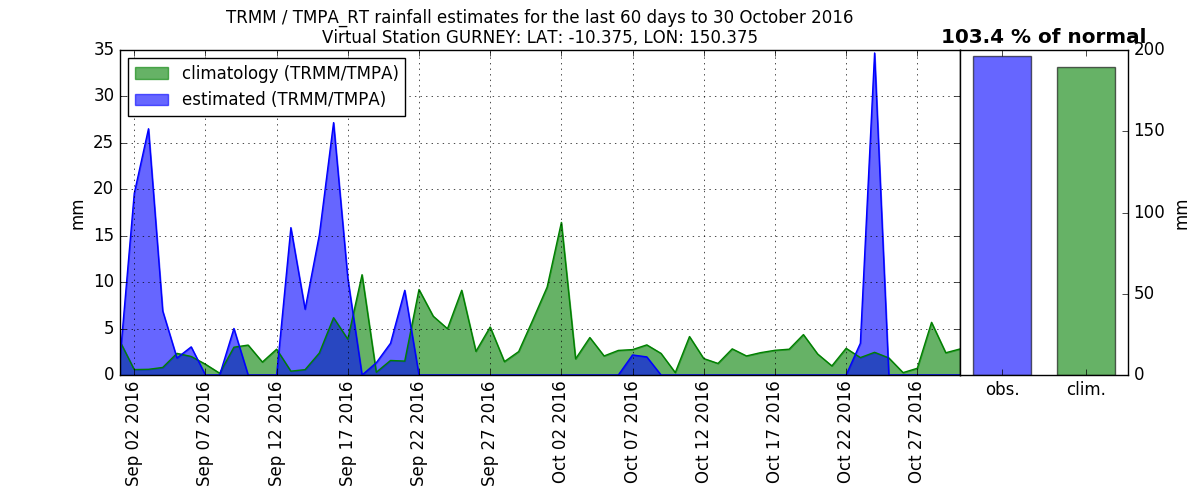 TRMM / TMPA_RT rainfall estimates for the last 60 days to 30 October 2016
Virtual Station GURNEY: LAT: -10.375, LON: 150.375
103.4 % of normal
climatology (TRMM/TMPA)
estimated (TRMM/TMPA)
35
30
25
20
15
10
5
0
mm
Sep 02 2016
Sep 07 2016
Sep 12 2016
Sep 17 2016
Sep 22 2016
Sep 27 2016
Oct 02 2016
Oct 07 2016
Oct 12 2016
Oct 17 2016
Oct 22 2016
Oct 27 2016
200
150
100
50
0
mm
obs.
clim.